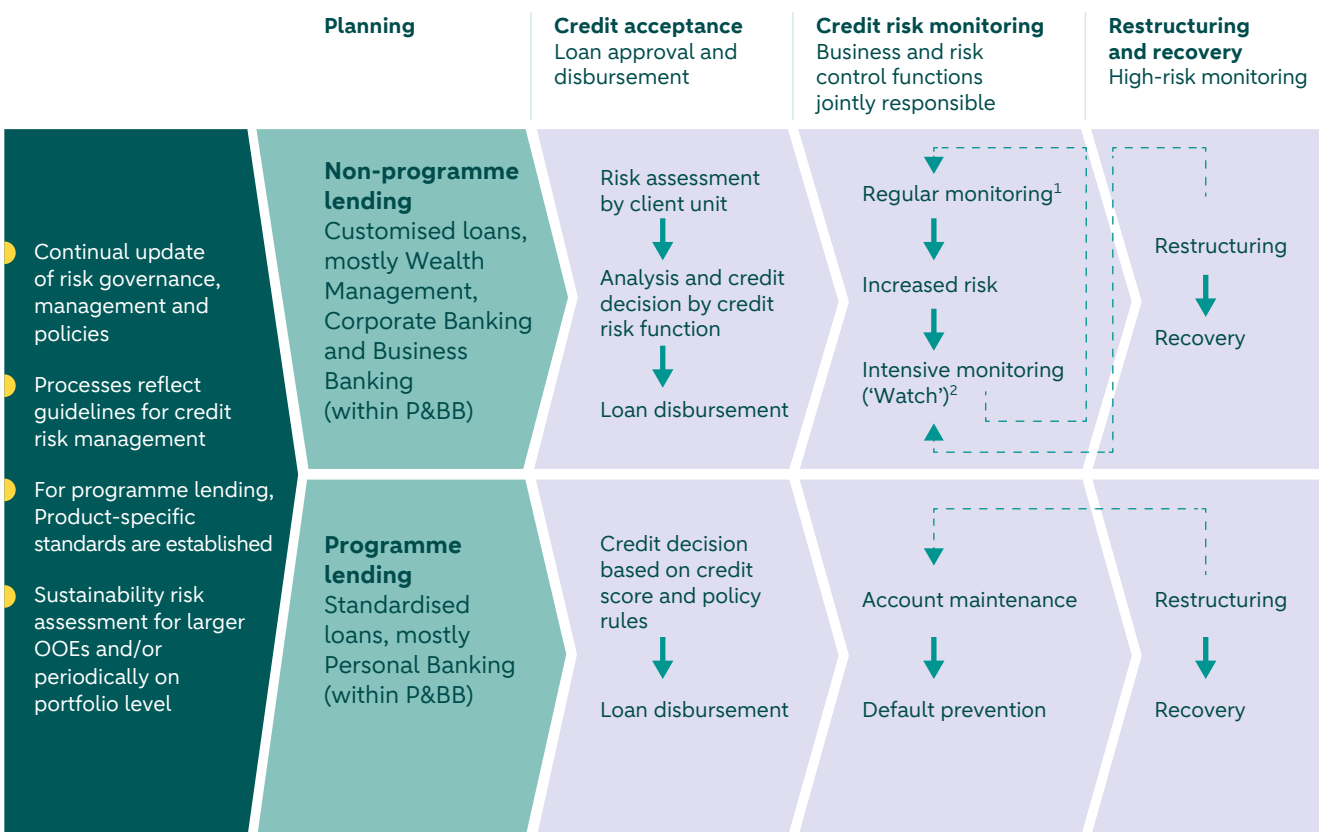 Planning
Credit acceptance
Loan approval and
disbursement
Credit risk monitoring
Business and risk
control functions
jointly responsible
Restructuring
and recovery
High-risk monitoring
Continual update
of risk governance,
management and
policies
Processes reflect
guidelines for credit
risk management
For programme lending,
Product-specific
standards are established
Sustainability risk
assessment for larger
OOEs and/or
periodically on
portfolio level
Non-programme
lending
Customised loans,
mostly Wealth
Management,
Corporate Banking
and Business
Banking
(within P&BB)
Risk assessment
by client unit
Analysis and credit
decision by credit
risk function
Loan disbursement
Regular monitoring¹
Increased risk
Intensive monitoring
(‘Watch’)²
Restructuring
Recovery
Programme
lending
Standardised
loans, mostly
Personal Banking
(within P&BB)
Credit decision
based on credit
score and policy
rules
Loan disbursement
Account maintenance
Default prevention
Restructuring
Recovery